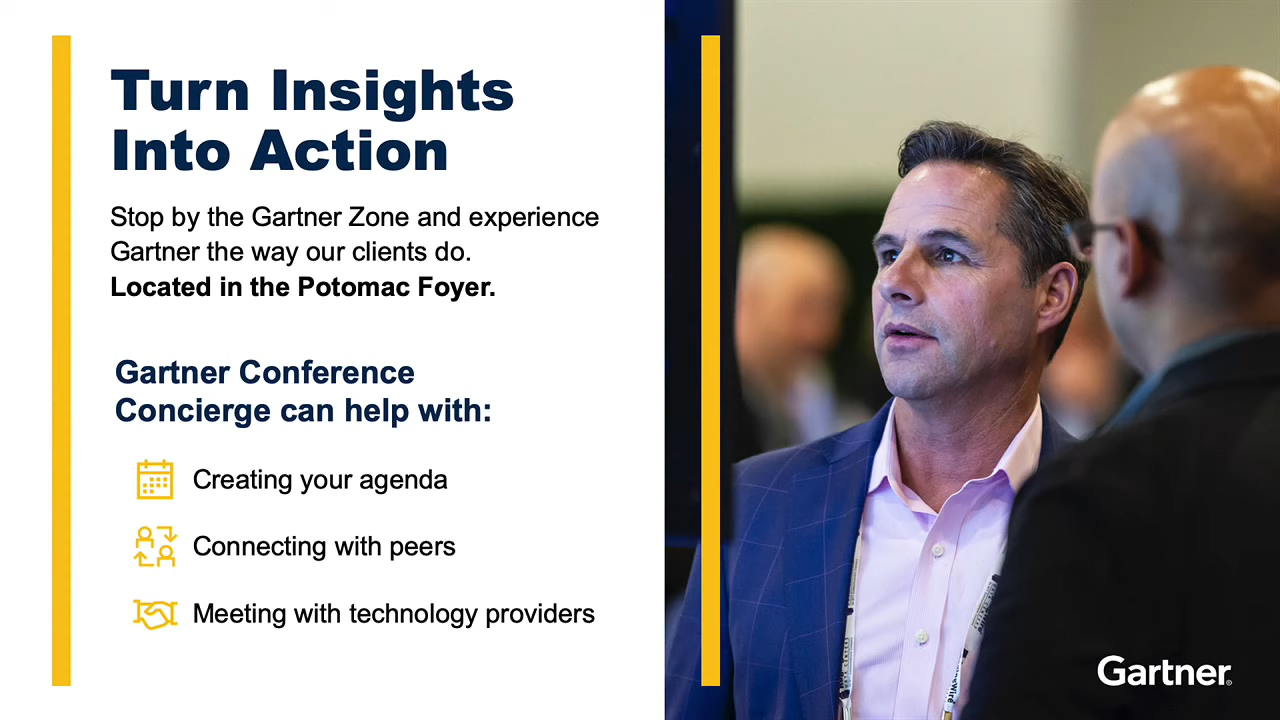 Turn Insights
Into Action
Stop by the Gartner Zone and experience
Gartner the way our clients do.
Located in the Potomac Foyer.
Gartner Conference
Concierge can help with:
Creating your agenda
Connecting with peers
Meeting with technology providers
Gartner®